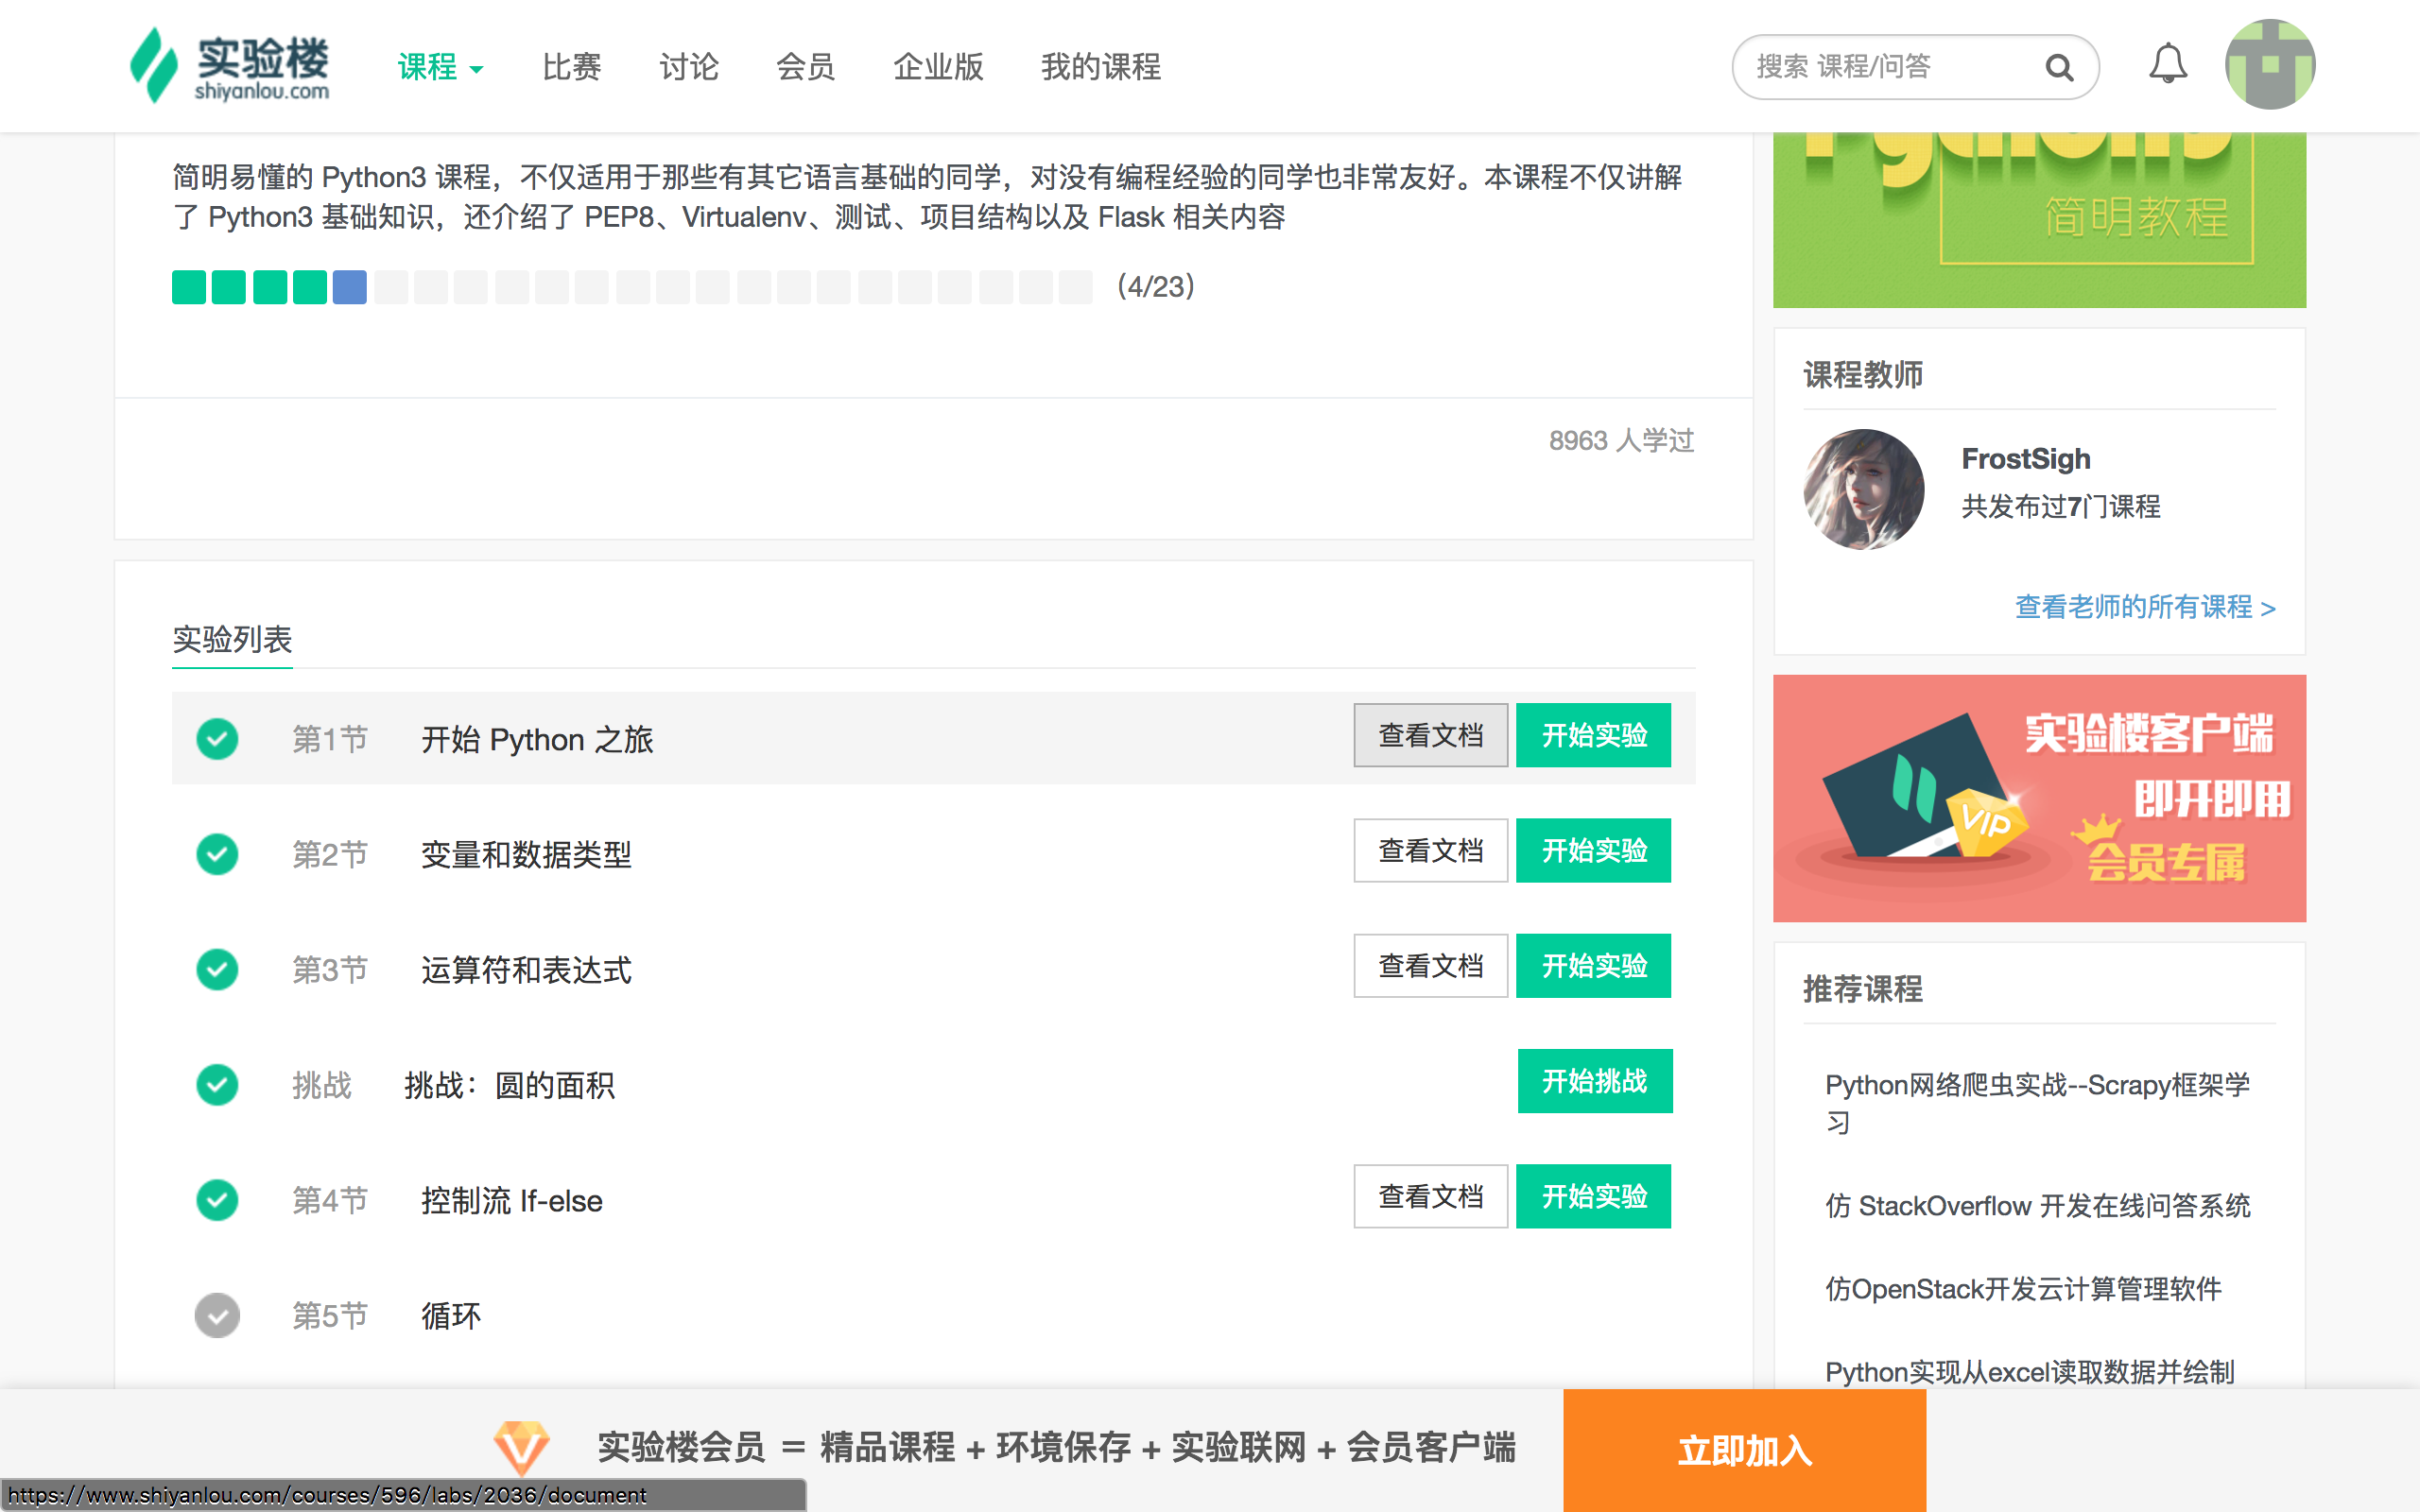 实验楼
shiyanlou.com
课程
比赛
讨论
会员
企业版
我的课程
搜索 课程/问答
简明易懂的 Python3 课程，不仅适用于那些有其它语言基础的同学，对没有编程经验的同学也非常友好。本课程不仅讲解
了 Python3 基础知识，还介绍了 PEP8、Virtualenv、测试、项目结构以及 Flask 相关内容
(4/23)
8963 人学过
简明教程
课程教师
FrostSigh
共发布过7门课程
查看老师的所有课程 >
实验列表
第1节 开始 Python 之旅 查看文档 开始实验
第2节 变量和数据类型 查看文档 开始实验
第3节 运算符和表达式 查看文档 开始实验
挑战 挑战：圆的面积 开始挑战
第4节 控制流 If-else 查看文档 开始实验
第5节 循环
实验楼客户端
即开即用
VIP
会员专属
推荐课程
Python网络爬虫实战--Scrapy框架学
习
仿 StackOverflow 开发在线问答系统
仿OpenStack开发云计算管理软件
Python实现从excel读取数据并绘制
实验楼会员 = 精品课程 + 环境保存 + 实验联网 + 会员客户端
立即加入
https://www.shiyanlou.com/courses/596/labs/2036/document